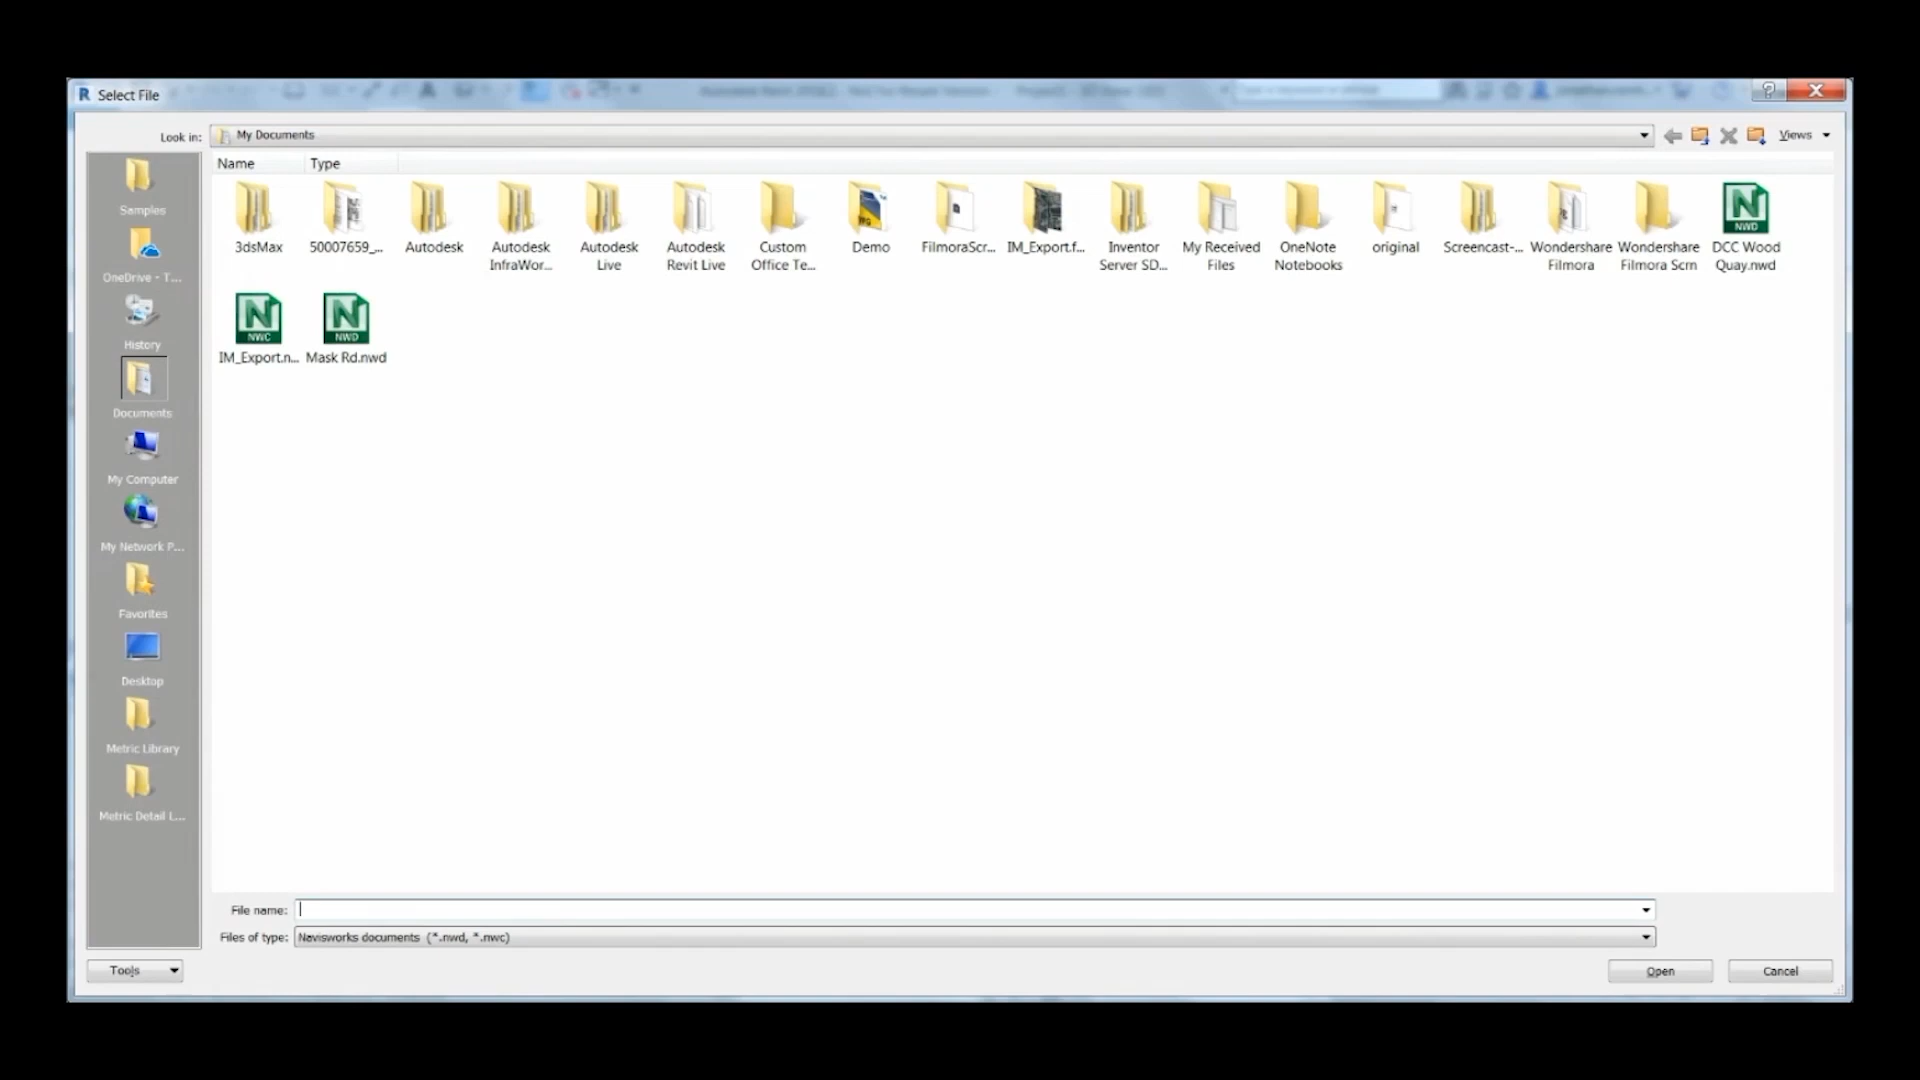 R Select File
Look in: My Documents Views
Name Type
Samples
OneDrive - T...
History
Documents
My Computer
My Network P...
Favorites
Desktop
Metric Library
Metric Detail L...
3dsMax
50007659_...
Autodesk
Autodesk
InfraWor...
Autodesk
Live
Autodesk
Revit Live
Custom
Office Te...
Demo
FilmoraScr...
IM_Export.f...
Inventor
Server SD...
My Received
Files
OneNote
Notebooks
original
Screencast-...
Wondershare
Filmora
Wondershare
Filmora Scrn
N
NWD
DCC Wood
Quay.nwd
N
NWC
IM_Export.n...
N
NWD
Mask Rd.nwd
File name:
Files of type: Navisworks documents (*.nwd, *.nwc)
Tools Open Cancel